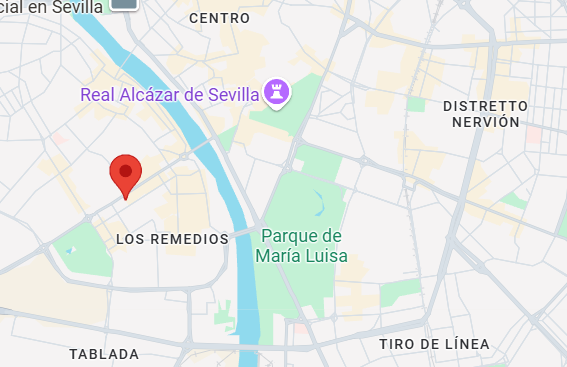 cial en Sevilla
CENTRO
Real Alcázar de Sevilla
DISTRETTO
NERVIÓN
LOS REMEDIOS
Parque de
María Luisa
TIRO DE LÍNEA
TABLADA